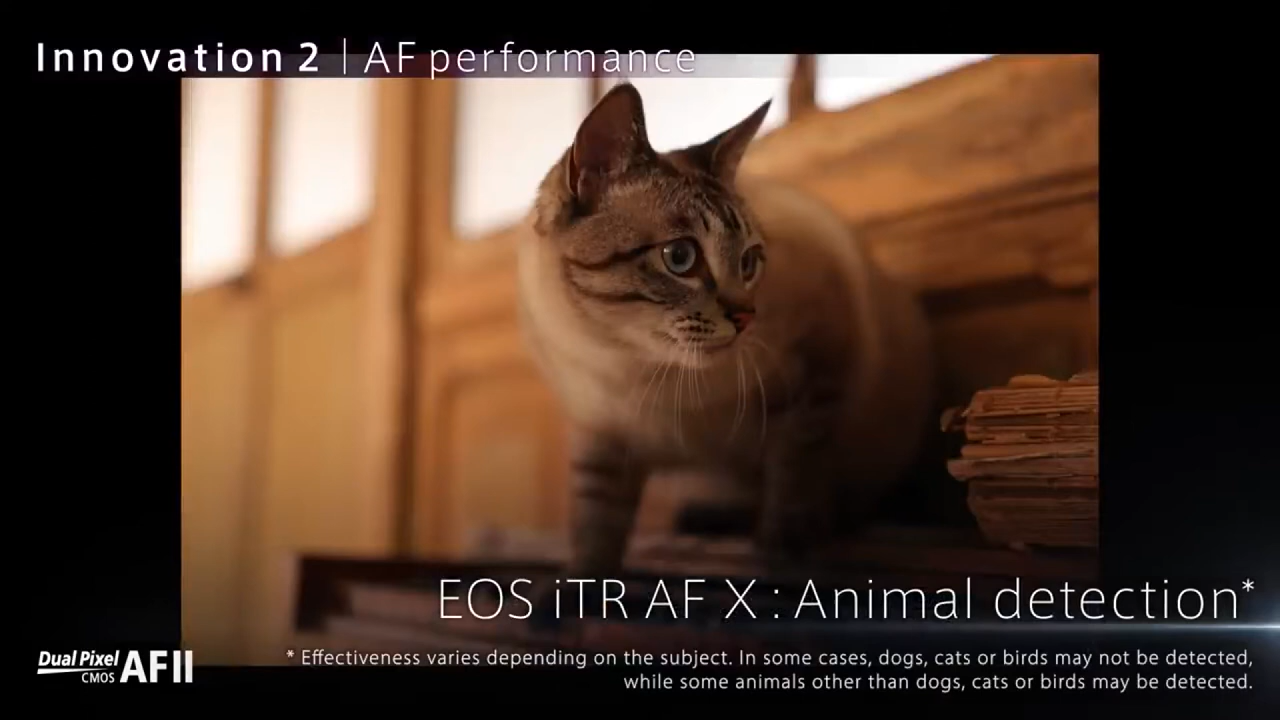 Innovation 2 | AF performance
EOS iTR AF X : Animal detection*
Dual Pixel
CMOS AF II
* Effectiveness varies depending on the subject. In some cases, dogs, cats or birds may not be detected,
while some animals other than dogs, cats or birds may be detected.